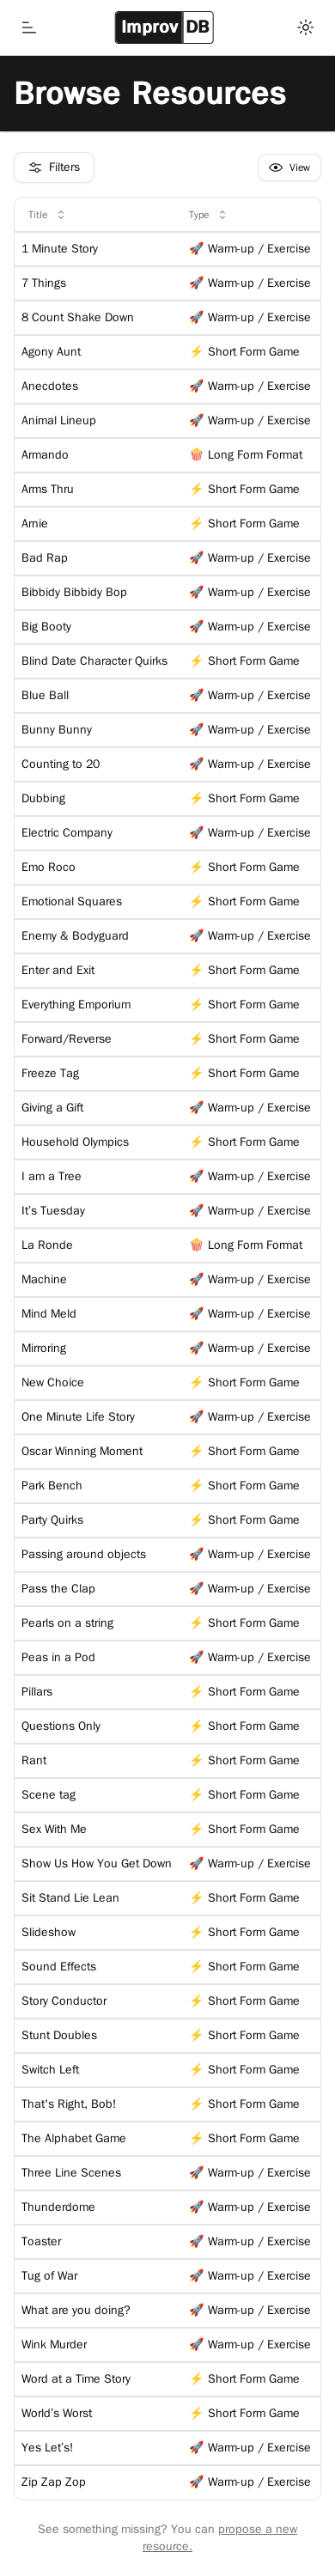 Improv DB
Browse Resources
Filters View
Title Type
1 Minute Story 🚀 Warm-up / Exercise
7 Things 🚀 Warm-up / Exercise
8 Count Shake Down 🚀 Warm-up / Exercise
Agony Aunt ⚡ Short Form Game
Anecdotes 🚀 Warm-up / Exercise
Animal Lineup 🚀 Warm-up / Exercise
Armando 🍿 Long Form Format
Arms Thru ⚡ Short Form Game
Arnie ⚡ Short Form Game
Bad Rap 🚀 Warm-up / Exercise
Bibbidy Bibbidy Bop 🚀 Warm-up / Exercise
Big Booty 🚀 Warm-up / Exercise
Blind Date Character Quirks ⚡ Short Form Game
Blue Ball 🚀 Warm-up / Exercise
Bunny Bunny 🚀 Warm-up / Exercise
Counting to 20 🚀 Warm-up / Exercise
Dubbing ⚡ Short Form Game
Electric Company 🚀 Warm-up / Exercise
Emo Roco ⚡ Short Form Game
Emotional Squares ⚡ Short Form Game
Enemy & Bodyguard 🚀 Warm-up / Exercise
Enter and Exit ⚡ Short Form Game
Everything Emporium ⚡ Short Form Game
Forward/Reverse ⚡ Short Form Game
Freeze Tag ⚡ Short Form Game
Giving a Gift 🚀 Warm-up / Exercise
Household Olympics ⚡ Short Form Game
I am a Tree 🚀 Warm-up / Exercise
It's Tuesday 🚀 Warm-up / Exercise
La Ronde 🍿 Long Form Format
Machine 🚀 Warm-up / Exercise
Mind Meld 🚀 Warm-up / Exercise
Mirroring 🚀 Warm-up / Exercise
New Choice ⚡ Short Form Game
One Minute Life Story 🚀 Warm-up / Exercise
Oscar Winning Moment ⚡ Short Form Game
Park Bench ⚡ Short Form Game
Party Quirks ⚡ Short Form Game
Passing around objects 🚀 Warm-up / Exercise
Pass the Clap 🚀 Warm-up / Exercise
Pearls on a string ⚡ Short Form Game
Peas in a Pod 🚀 Warm-up / Exercise
Pillars ⚡ Short Form Game
Questions Only ⚡ Short Form Game
Rant ⚡ Short Form Game
Scene tag ⚡ Short Form Game
Sex With Me ⚡ Short Form Game
Show Us How You Get Down 🚀 Warm-up / Exercise
Sit Stand Lie Lean ⚡ Short Form Game
Slideshow ⚡ Short Form Game
Sound Effects ⚡ Short Form Game
Story Conductor ⚡ Short Form Game
Stunt Doubles ⚡ Short Form Game
Switch Left ⚡ Short Form Game
That's Right, Bob! ⚡ Short Form Game
The Alphabet Game ⚡ Short Form Game
Three Line Scenes 🚀 Warm-up / Exercise
Thunderdome 🚀 Warm-up / Exercise
Toaster 🚀 Warm-up / Exercise
Tug of War 🚀 Warm-up / Exercise
What are you doing? 🚀 Warm-up / Exercise
Wink Murder 🚀 Warm-up / Exercise
Word at a Time Story ⚡ Short Form Game
World's Worst ⚡ Short Form Game
Yes Let's! 🚀 Warm-up / Exercise
Zip Zap Zop 🚀 Warm-up / Exercise
See something missing? You can propose a new
resource.